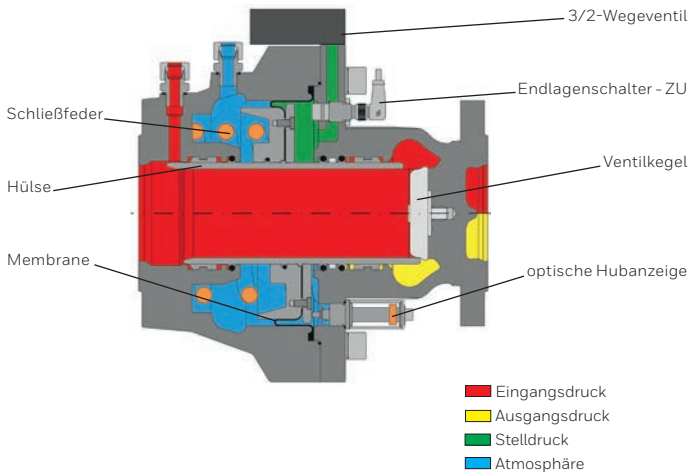 3/2-Wegeventil
Endlagenschalter - ZU
Schließfeder
Ventilkegel
Hülse
Membrane
optische Hubanzeige
Eingangsdruck
Ausgangsdruck
Stelldruck
Atmosphäre